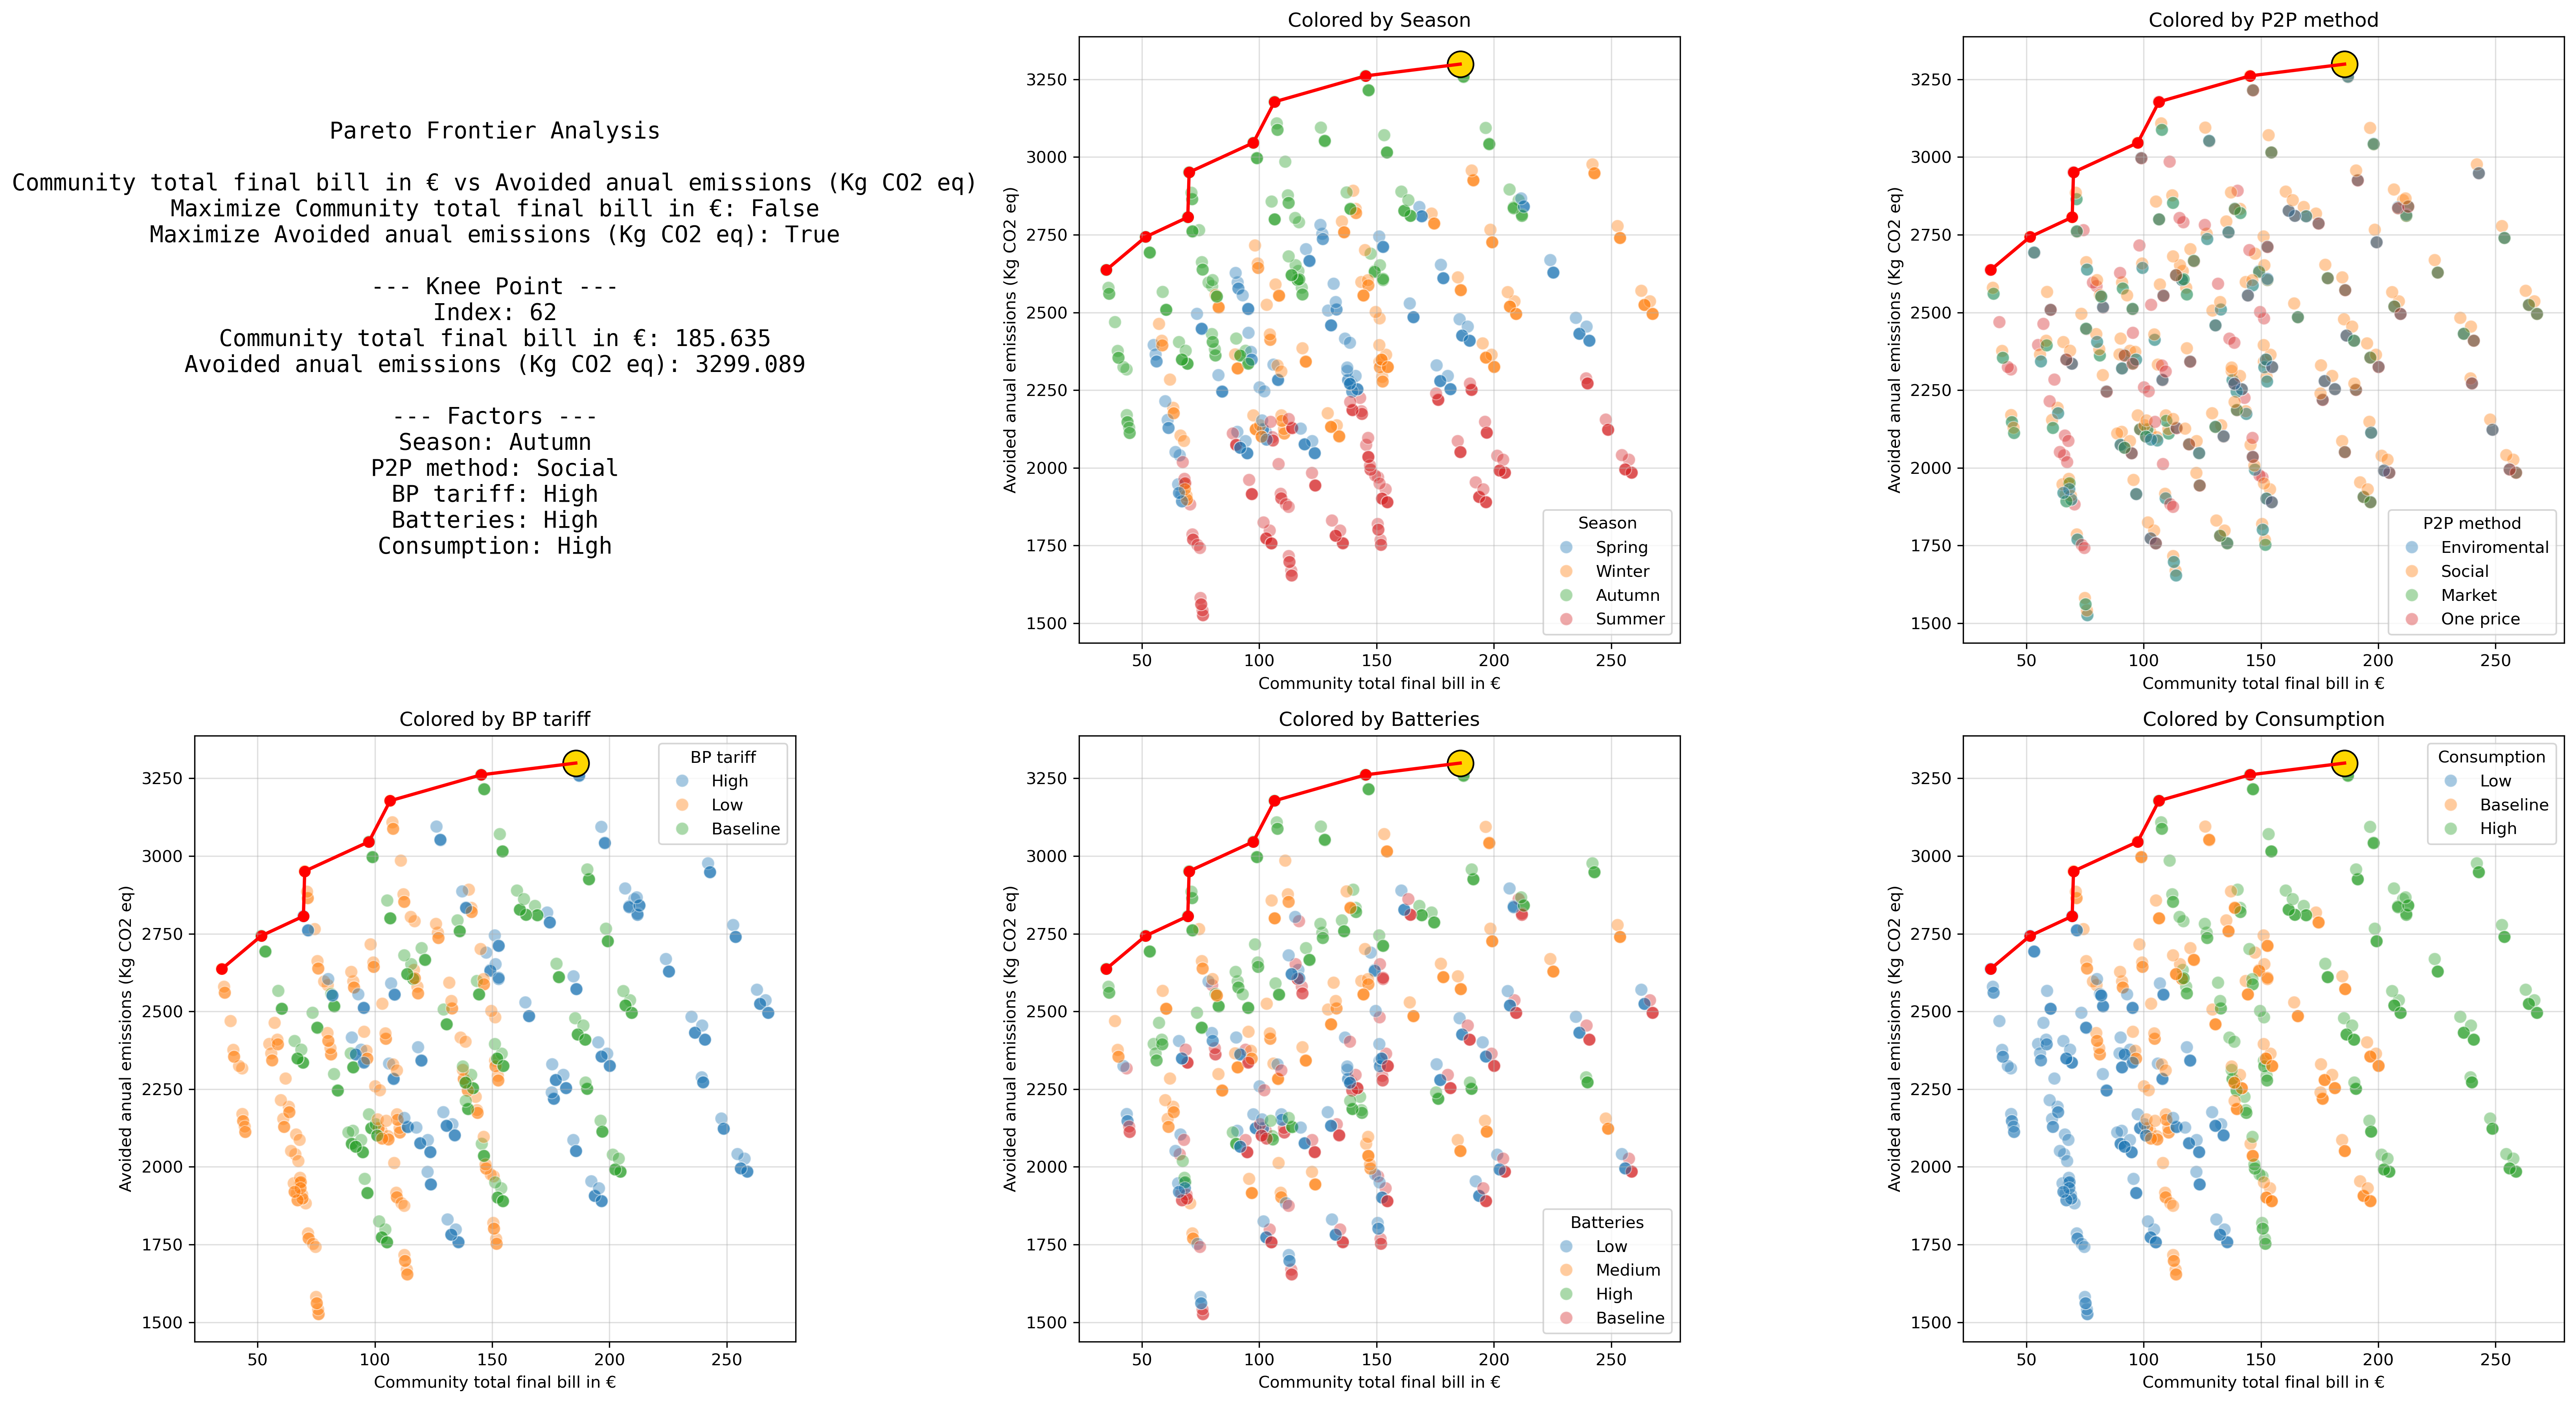 Pareto Frontier Analysis
Community total final bill in € vs Avoided anual emissions (Kg CO2 eq)
Maximize Community total final bill in €: False
Maximize Avoided anual emissions (Kg CO2 eq): True
--- Knee Point ---
Index: 62
Community total final bill in €: 185.635
Avoided anual emissions (Kg CO2 eq): 3299.089
--- Factors ---
Season: Autumn
P2P method: Social
BP tariff: High
Batteries: High
Consumption: High
Colored by Season
Avoided anual emissions (Kg CO2 eq)
3250
3000
2750
2500
2250
2000
1750
1500
50 100 150 200 250
Community total final bill in €
Season
Spring
Winter
Autumn
Summer
Colored by P2P method
Avoided anual emissions (Kg CO2 eq)
3250
3000
2750
2500
2250
2000
1750
1500
50 100 150 200 250
Community total final bill in €
P2P method
Enviromental
Social
Market
One price
Colored by BP tariff
Avoided anual emissions (Kg CO2 eq)
3250
3000
2750
2500
2250
2000
1750
1500
50 100 150 200 250
Community total final bill in €
BP tariff
High
Low
Baseline
Colored by Batteries
Avoided anual emissions (Kg CO2 eq)
3250
3000
2750
2500
2250
2000
1750
1500
50 100 150 200 250
Community total final bill in €
Batteries
Low
Medium
High
Baseline
Colored by Consumption
Avoided anual emissions (Kg CO2 eq)
3250
3000
2750
2500
2250
2000
1750
1500
50 100 150 200 250
Community total final bill in €
Consumption
Low
Baseline
High